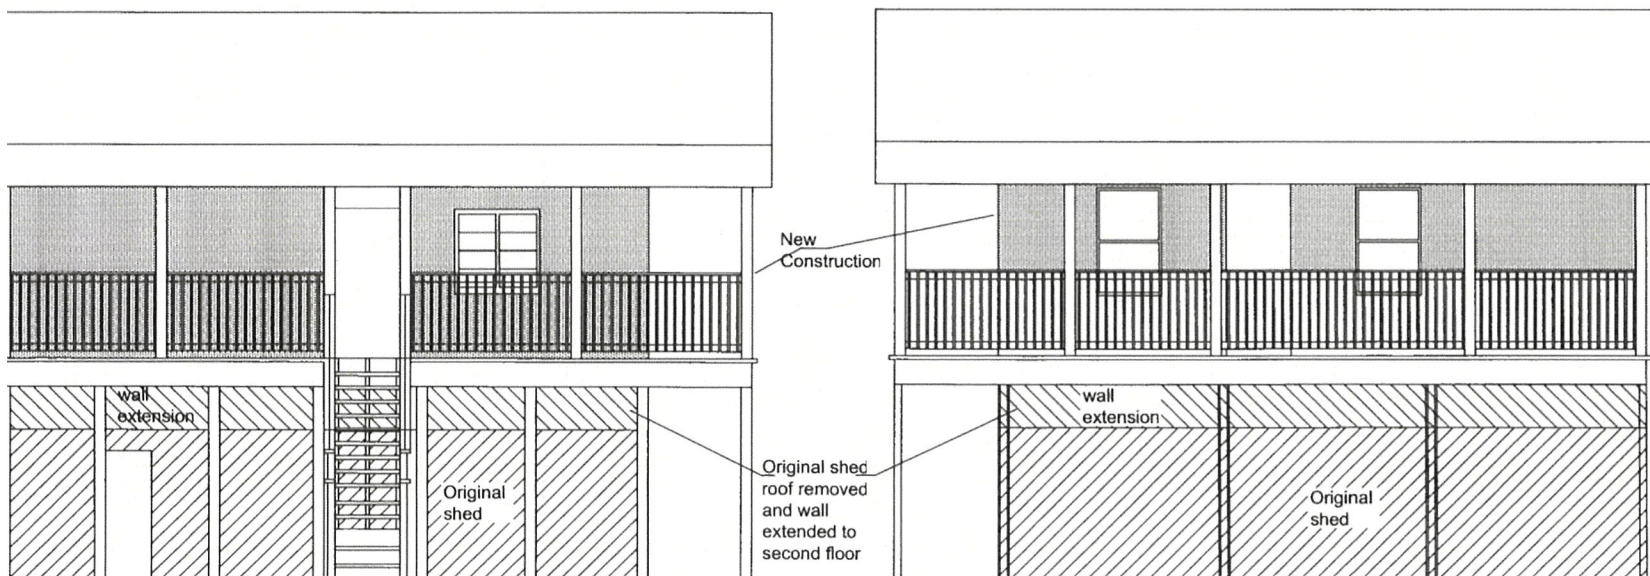 New
Construction
wall
extension
wall
extension
Original shed
roof removed
and wall
extended to
second floor
Original
shed
Original
shed